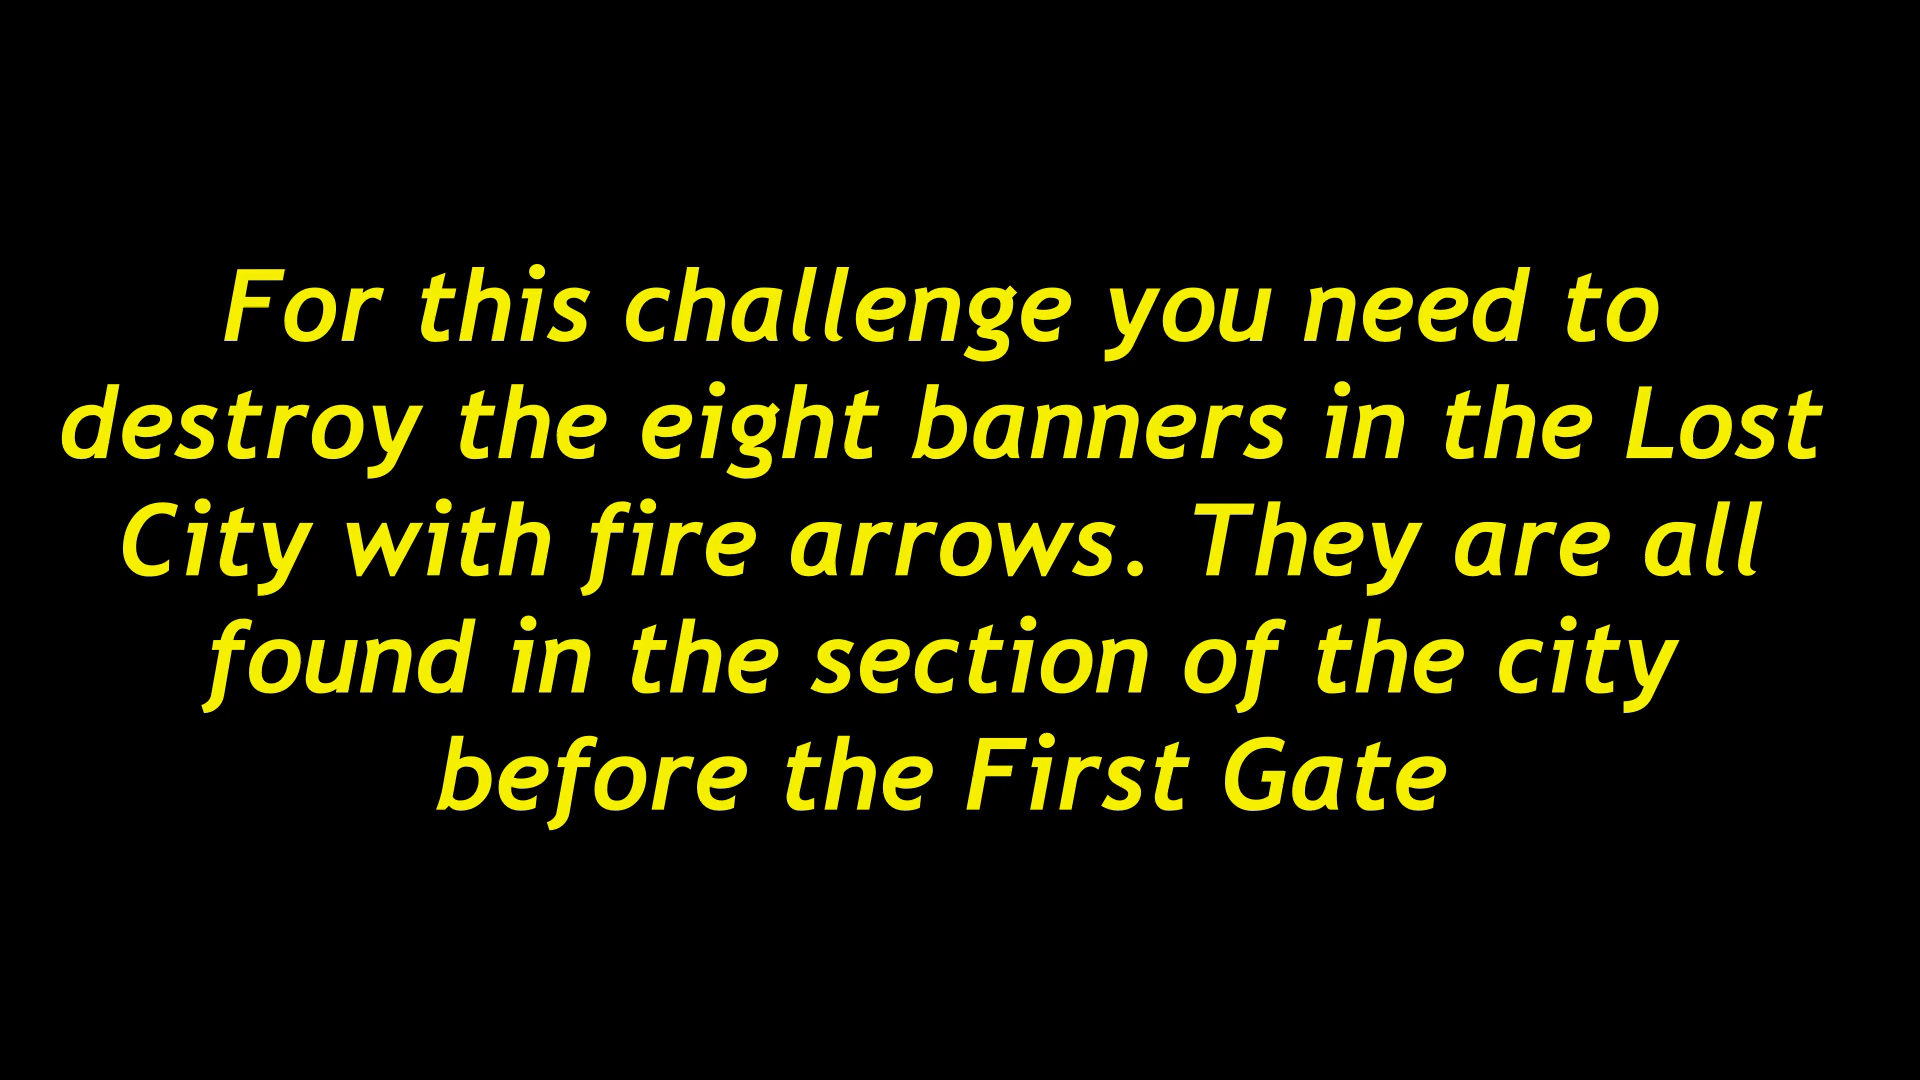 For this challenge you need to
destroy the eight banners in the Lost
City with fire arrows. They are all
found in the section of the city
before the First Gate